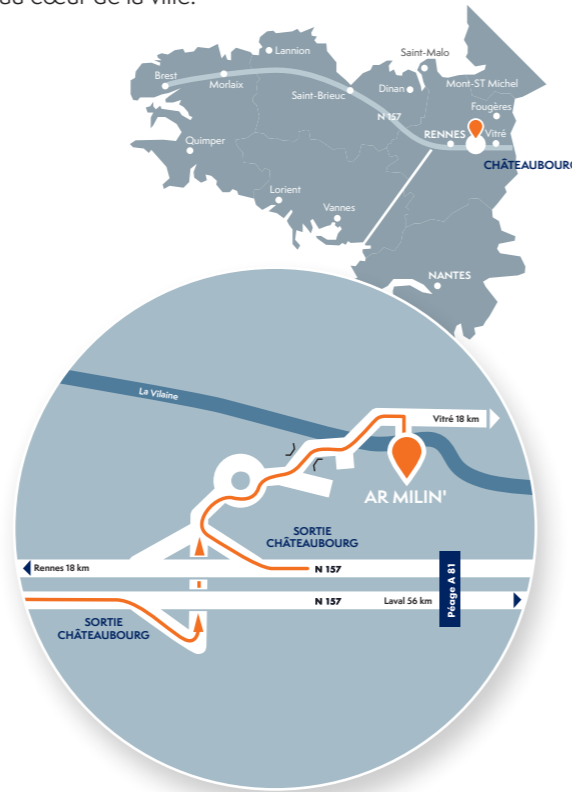 au cœur de la ville.
Lannion
Saint-Malo
Brest
Morlaix
Saint-Brieuc
Dinan
Mont-ST Michel
Fougères
N 157
RENNES
Vitré
Quimper
CHÂTEAUBOURG
Lorient
Vannes
NANTES
La Vilaine
Vitré 18 km
AR MILIN'
SORTIE
CHÂTEAUBOURG
Rennes 18 km
N 157
Péage A 81
N 157
Laval 56 km
SORTIE
CHÂTEAUBOURG